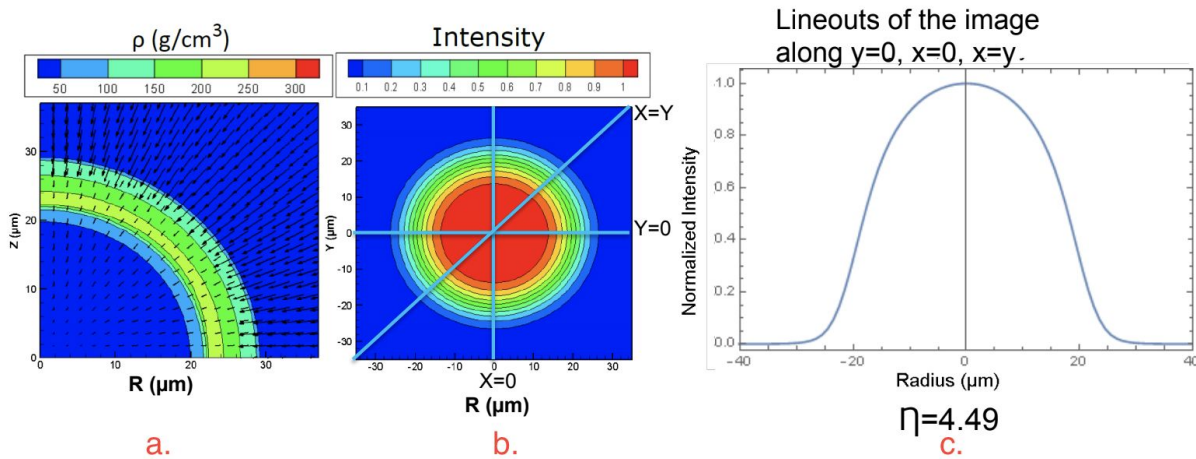 ρ (g/cm³)
50 100 150 200 250 300
Z (µm)
30
20
10
0
0 10 20 30
R (µm)
a.
Intensity
0.1 0.2 0.3 0.4 0.5 0.6 0.7 0.8 0.9 1
X=Y
Y=0
Y (µm)
30
20
10
0
-10
-20
-30
-30 -20 -10 0 10 20 30
X=0
R (µm)
b.
Lineouts of the image
along y=0, x=0, x=y.
Normalized Intensity
1.0
0.8
0.6
0.4
0.2
0.0
-40 -20 0 20 40
Radius (µm)
Ƞ=4.49
c.